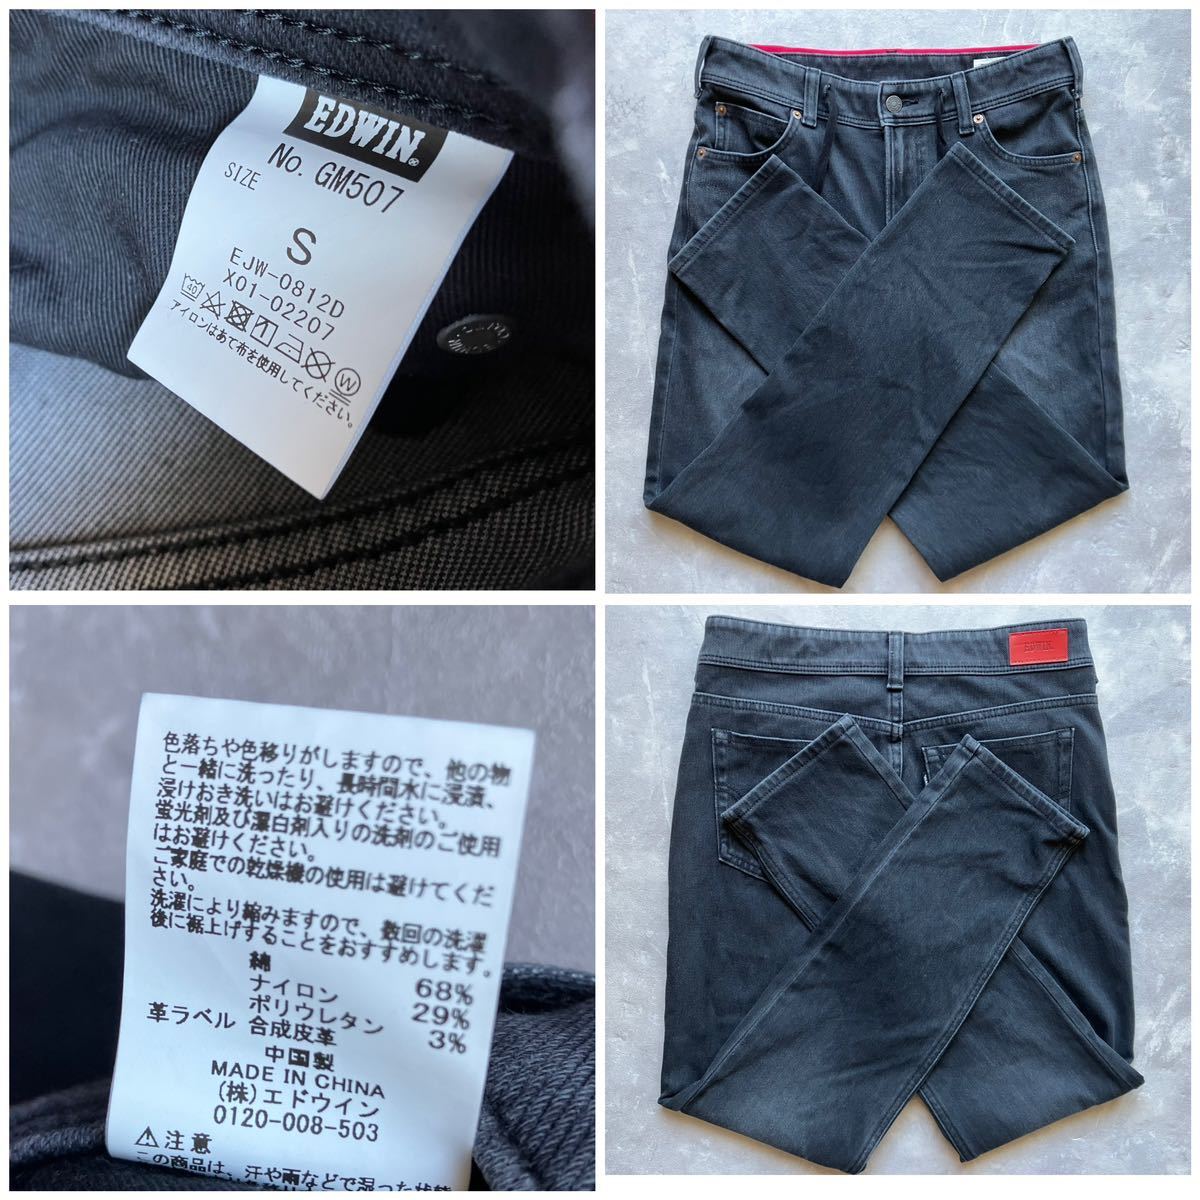 EDWIN®
No. GM507
SIZE
S
EJW-0812D
X01-02207
40
W
アイロンはあて布を使用してください。
EDWIN
色落ちや色移りがしますので、他の物
と一緒に洗ったり、長時間水に浸漬、
浸けおき洗いはお避けください。
蛍光剤及び漂白剤入りの洗剤のご使用
はお避けください。
ご家庭での乾燥機の使用は避けてくだ
さい。
洗濯により縮みますので、数回の洗濯
後に裾上げすることをおすすめします。
綿 68%
ナイロン 29%
ポリウレタン 3%
革ラベル 合成皮革
中国製
MADE IN CHINA
(株)エドウイン
0120-008-503
⚠注意
この商品は、汗や雨などで湿った状態